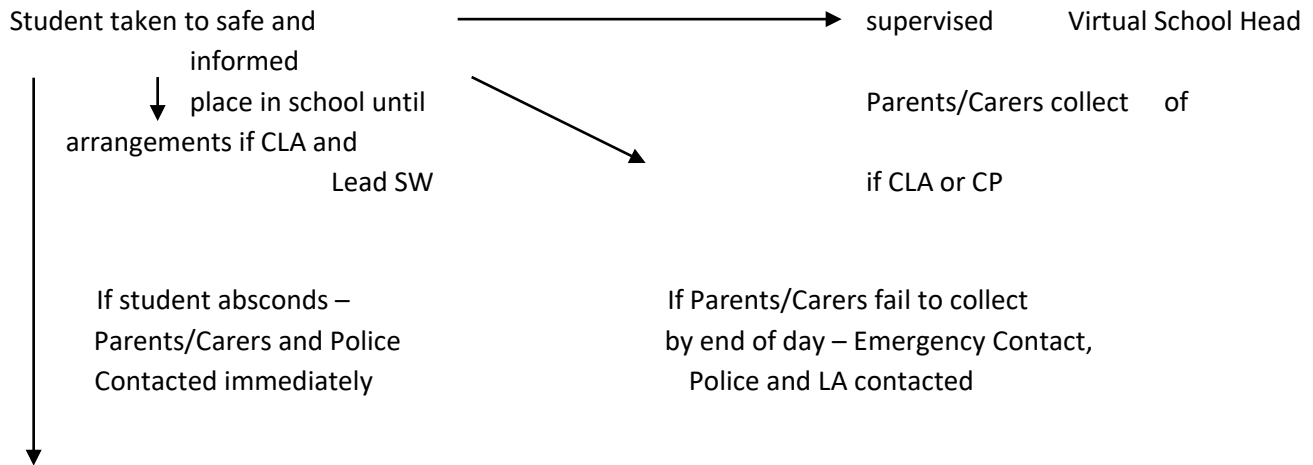 Student taken to safe and supervised Virtual School Head
informed
place in school until Parents/Carers collect of
arrangements if CLA and
Lead SW if CLA or CP
If student absconds –
Parents/Carers and Police
Contacted immediately
If Parents/Carers fail to collect
by end of day – Emergency Contact,
Police and LA contacted